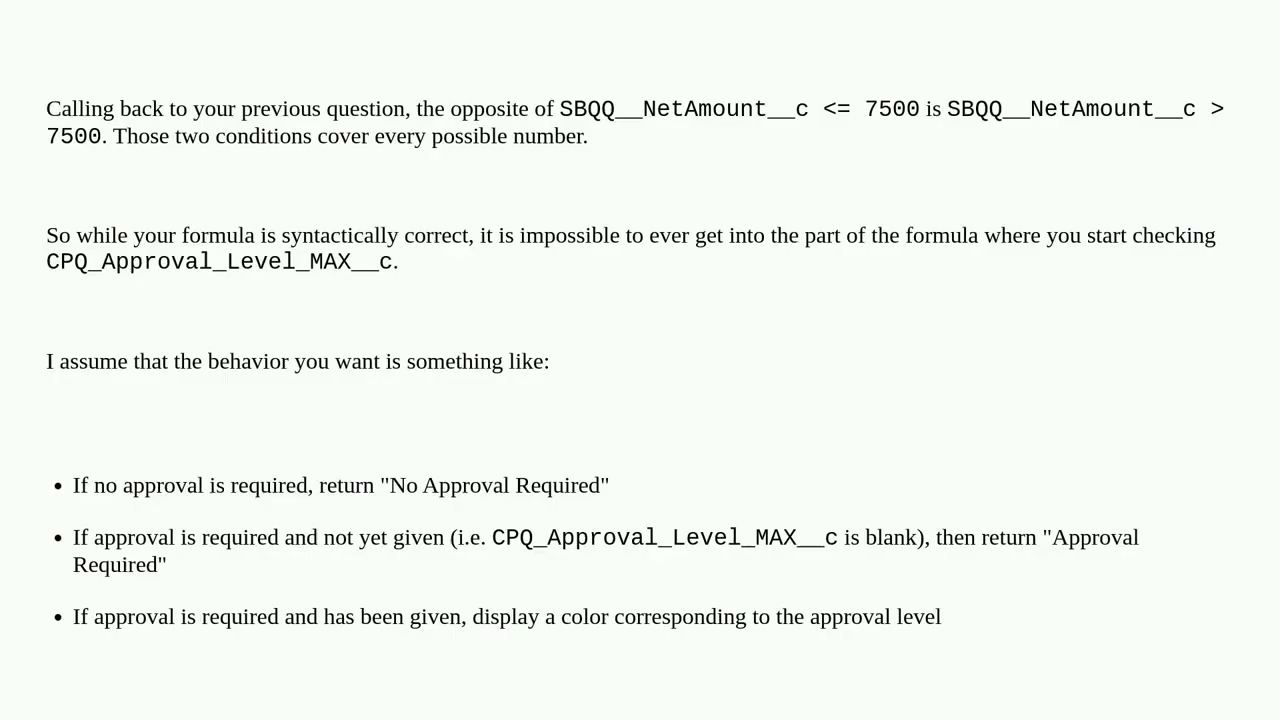 Calling back to your previous question, the opposite of SBQQ__NetAmount__c <= 7500 is SBQQ__NetAmount__c >
7500. Those two conditions cover every possible number.
So while your formula is syntactically correct, it is impossible to ever get into the part of the formula where you start checking
CPQ_Approval_Level_MAX__c.
I assume that the behavior you want is something like:
• If no approval is required, return "No Approval Required"
• If approval is required and not yet given (i.e. CPQ_Approval_Level_MAX__c is blank), then return "Approval
Required"
• If approval is required and has been given, display a color corresponding to the approval level